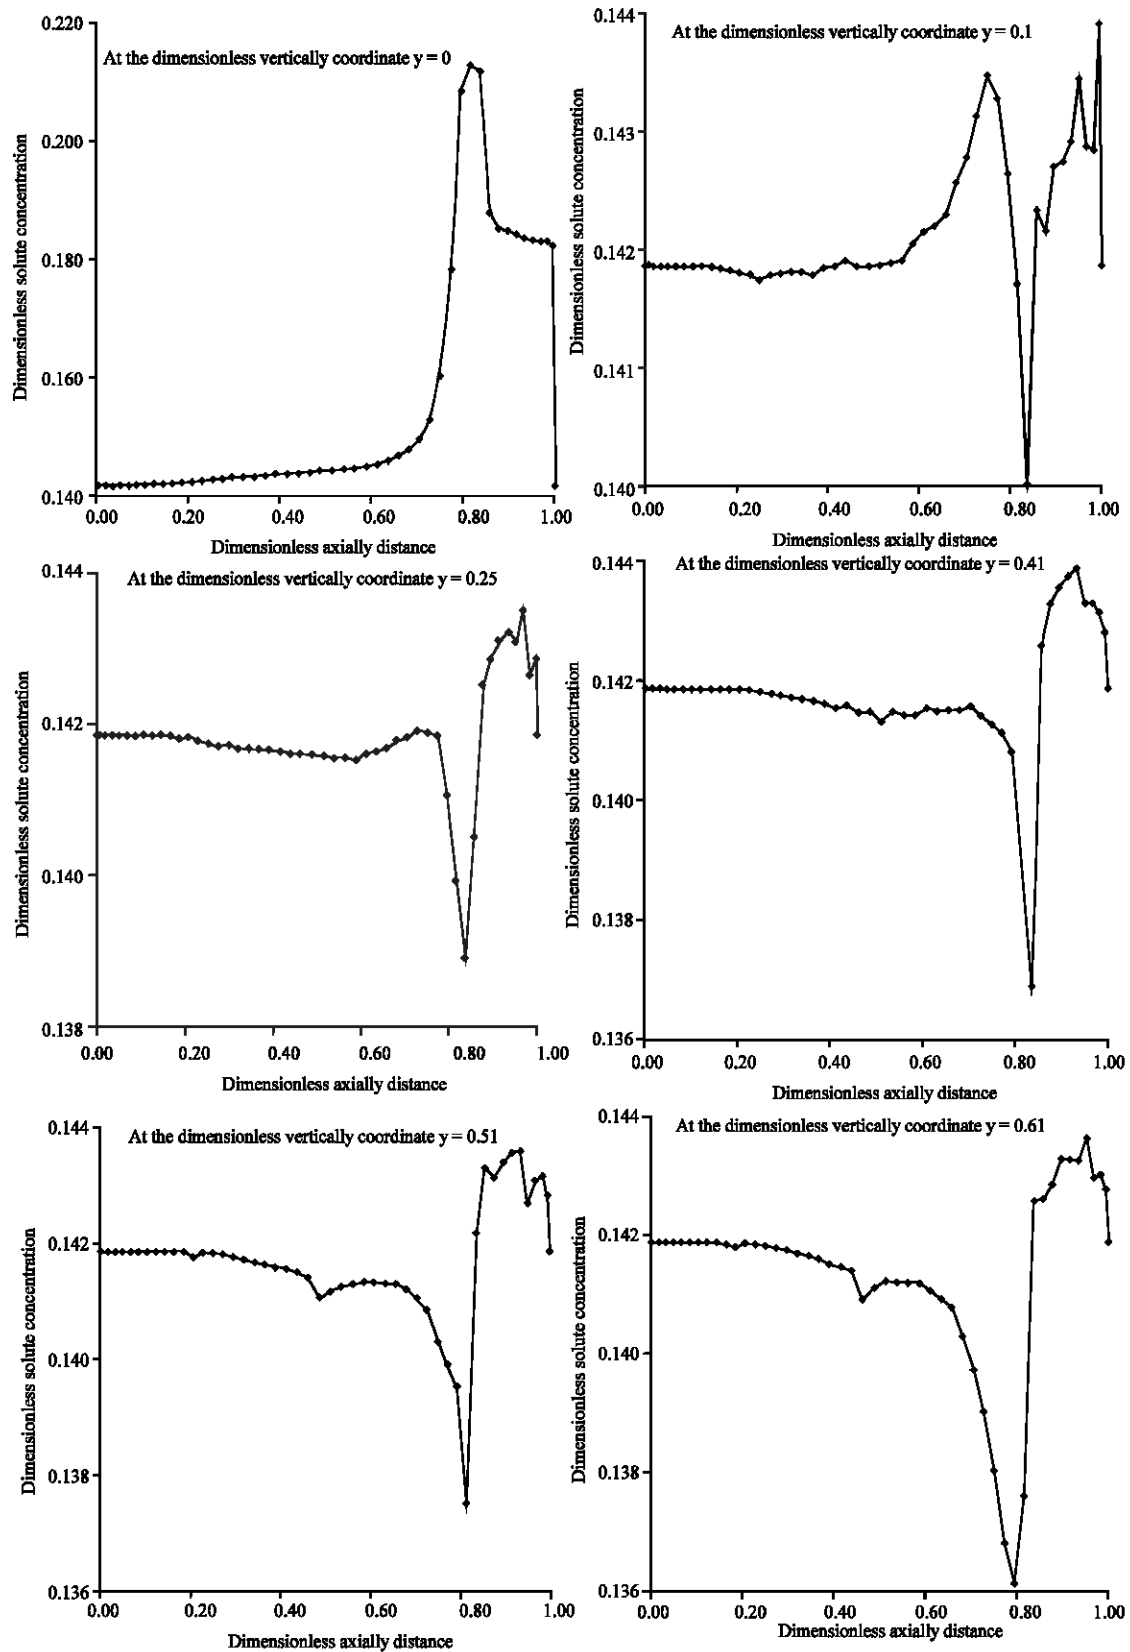 At the dimensionless vertically coordinate y = 0
Dimensionless solute concentration
0.220
0.200
0.180
0.160
0.140
0.00 0.20 0.40 0.60 0.80 1.00
Dimensionless axially distance
At the dimensionless vertically coordinate y = 0.1
Dimensionless solute concentration
0.144
0.143
0.142
0.141
0.140
0.00 0.20 0.40 0.60 0.80 1.00
Dimensionless axially distance
At the dimensionless vertically coordinate y = 0.25
Dimensionless solute concentration
0.144
0.142
0.140
0.138
0.00 0.20 0.40 0.60 0.80 1.00
Dimensionless axially distance
At the dimensionless vertically coordinate y = 0.41
Dimensionless solute concentration
0.144
0.142
0.140
0.138
0.136
0.00 0.20 0.40 0.60 0.80 1.00
Dimensionless axially distance
At the dimensionless vertically coordinate y = 0.51
Dimensionless solute concentration
0.144
0.142
0.140
0.138
0.136
0.00 0.20 0.40 0.60 0.80 1.00
Dimensionless axially distance
At the dimensionless vertically coordinate y = 0.61
Dimensionless solute concentration
0.144
0.142
0.140
0.138
0.136
0.00 0.20 0.40 0.60 0.80 1.00
Dimensionless axially distance